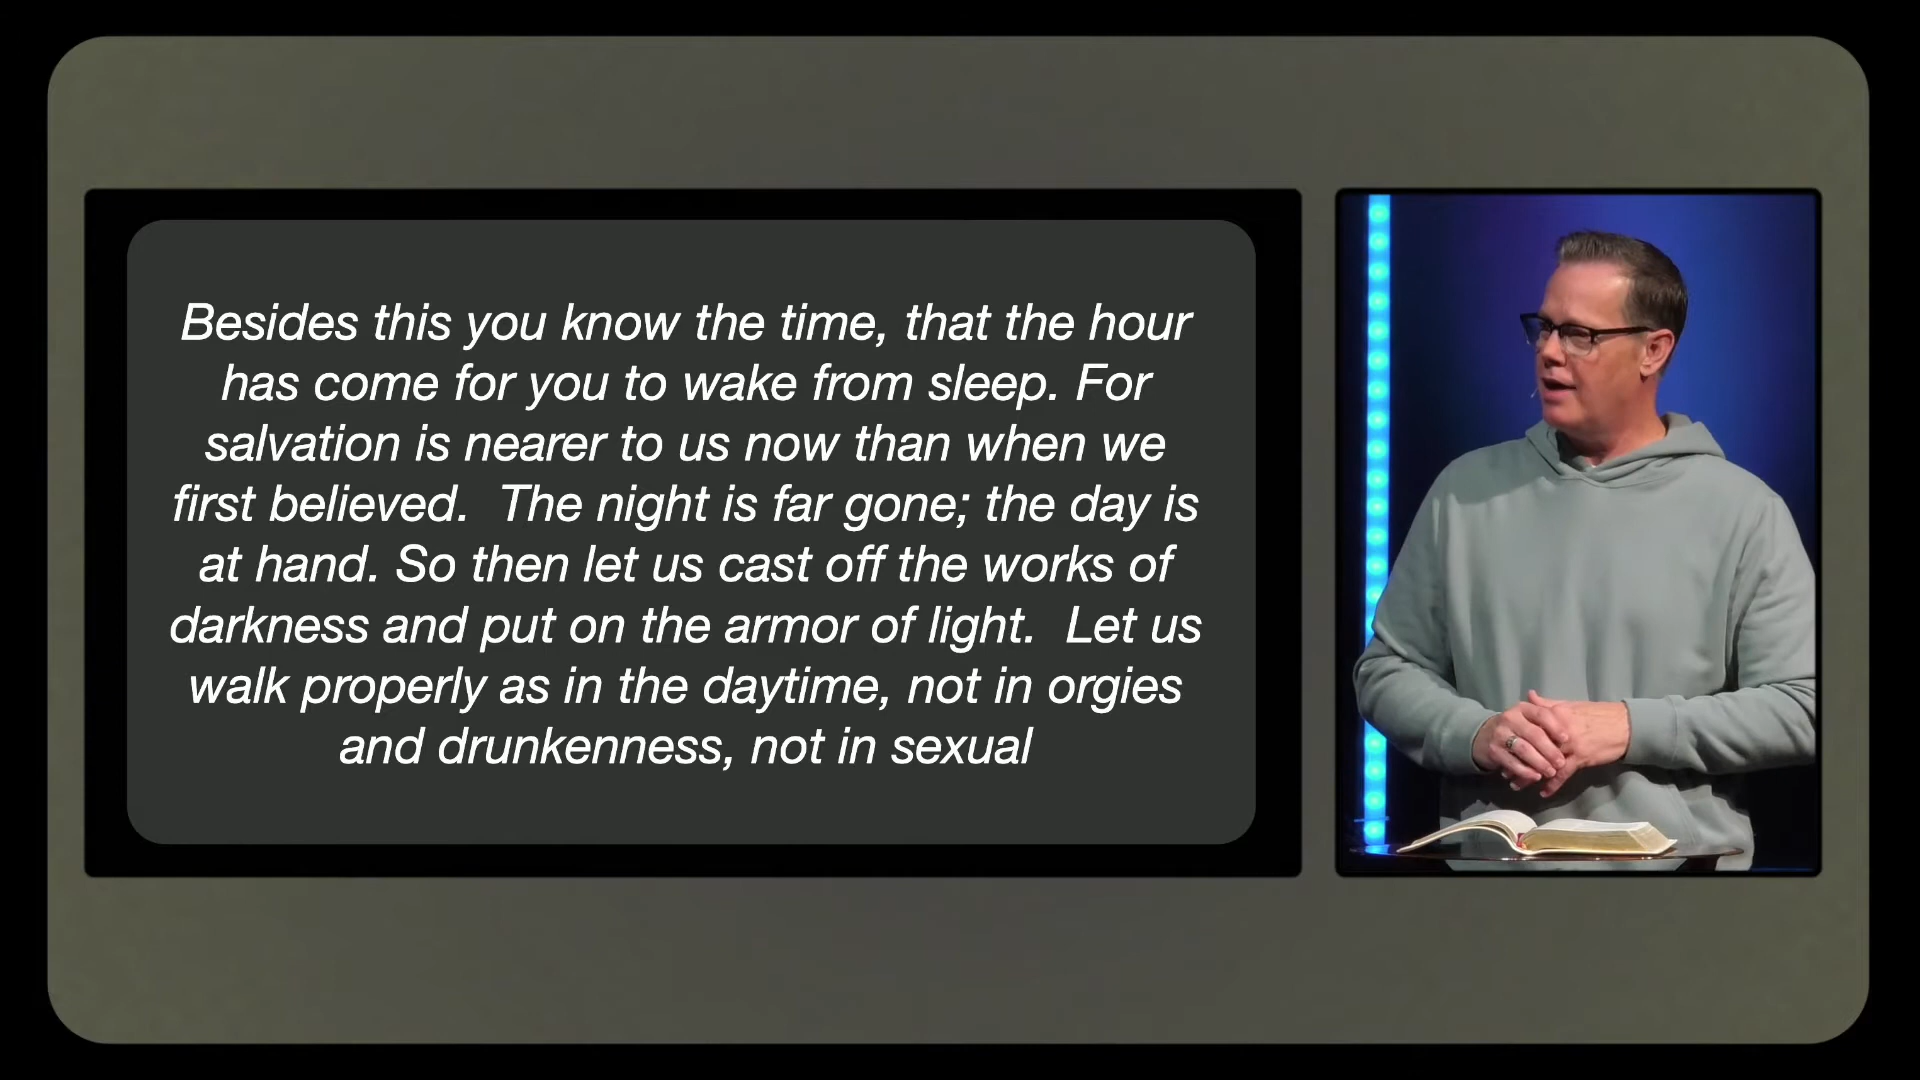 Besides this you know the time, that the hour
has come for you to wake from sleep. For
salvation is nearer to us now than when we
first believed.  The night is far gone; the day is
at hand. So then let us cast off the works of
darkness and put on the armor of light.  Let us
walk properly as in the daytime, not in orgies
and drunkenness, not in sexual